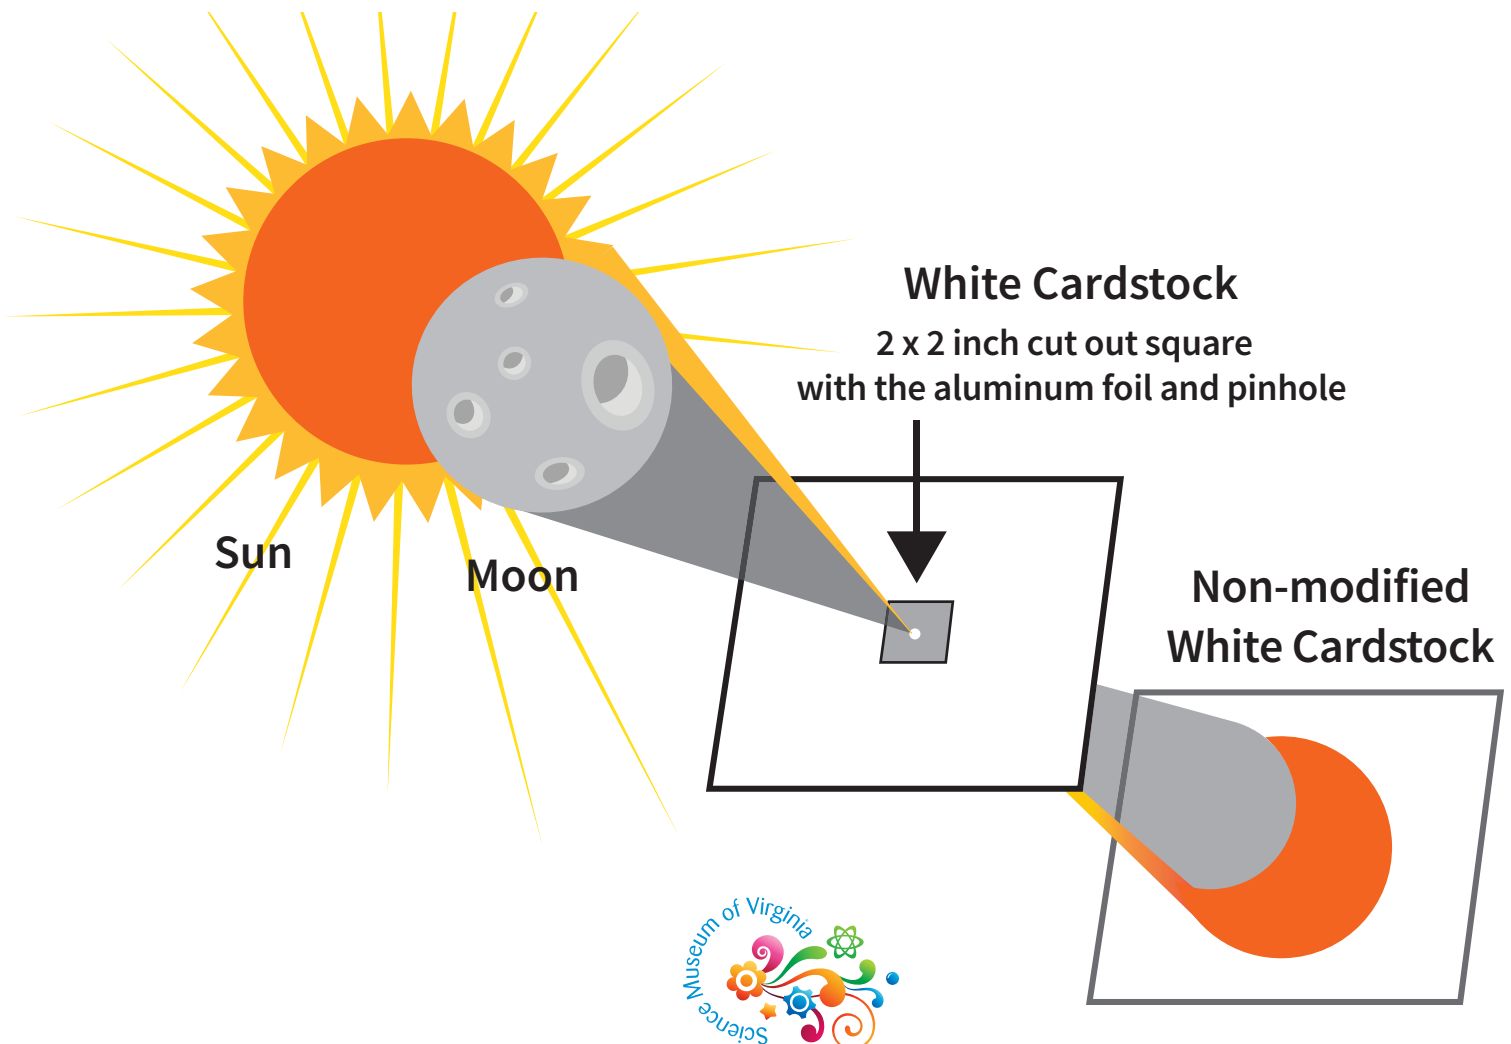 White Cardstock
2 x 2 inch cut out square
with the aluminum foil and pinhole
Sun
Moon
Non-modified
White Cardstock
Science Museum of Virginia